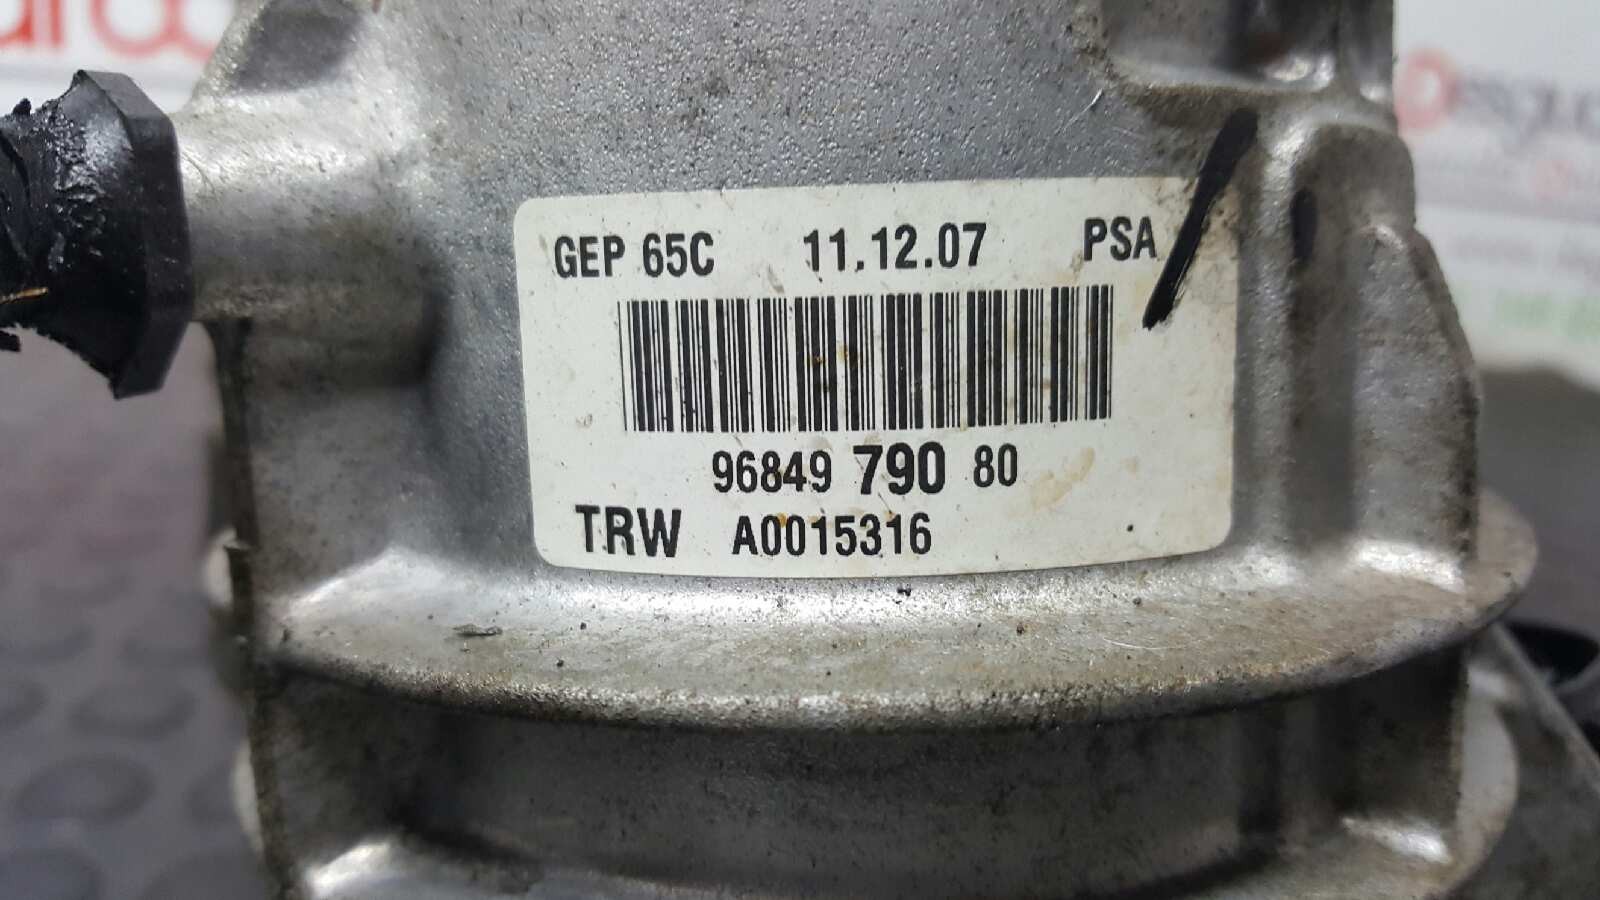 GEP 65C 11.12.07 PSA
96849 790 80
TRW A0015316